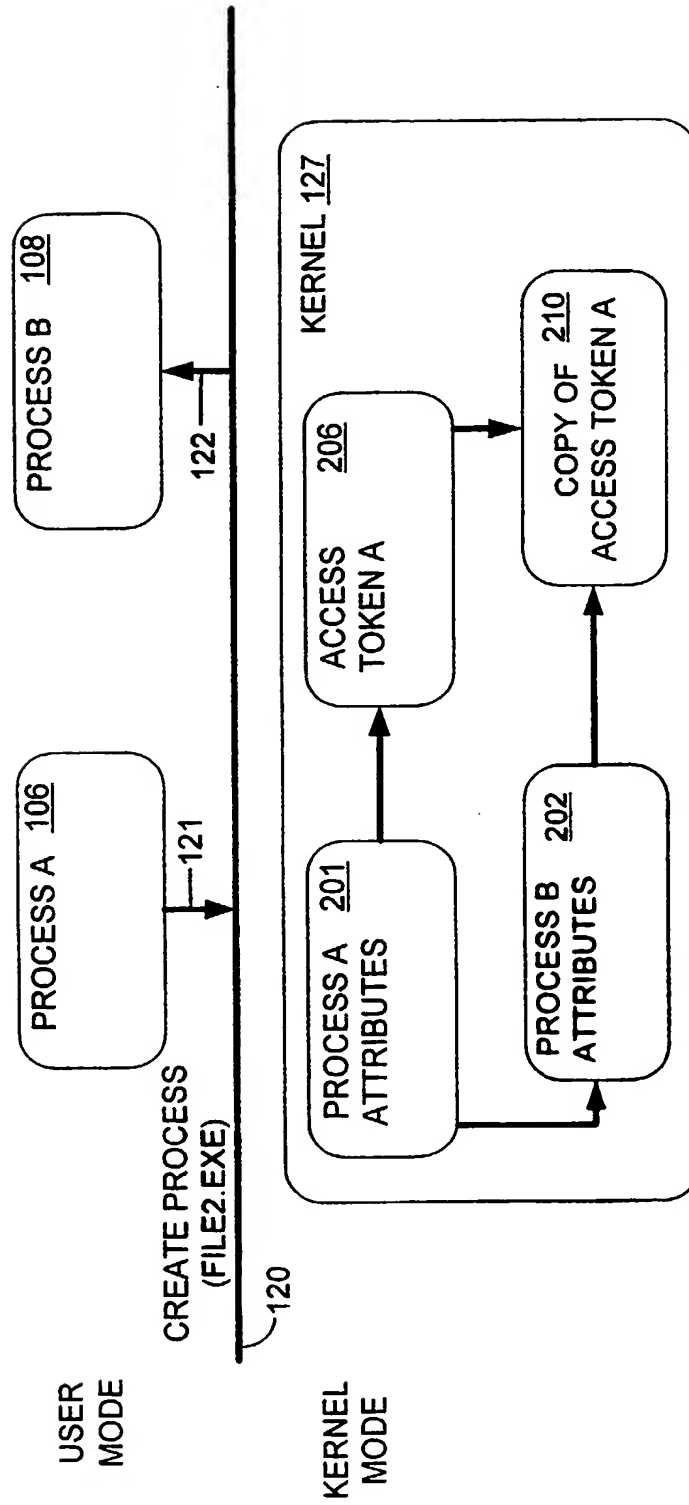 USER
MODE
PROCESS A 106
PROCESS B 108
121
122
CREATE PROCESS
(FILE2.EXE)
120
KERNEL
MODE
KERNEL 127
PROCESS A 201
ATTRIBUTES
ACCESS 206
TOKEN A
PROCESS B 202
ATTRIBUTES
COPY OF 210
ACCESS TOKEN A